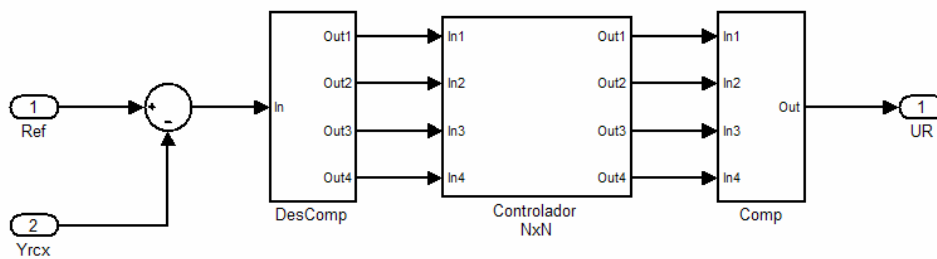 1
Ref
2
Yrcx
+
-
In
Out1
Out2
Out3
Out4
DesComp
In1
In2
In3
In4
Out1
Out2
Out3
Out4
Controlador
NxN
In1
In2
In3
In4
Out
Comp
1
UR